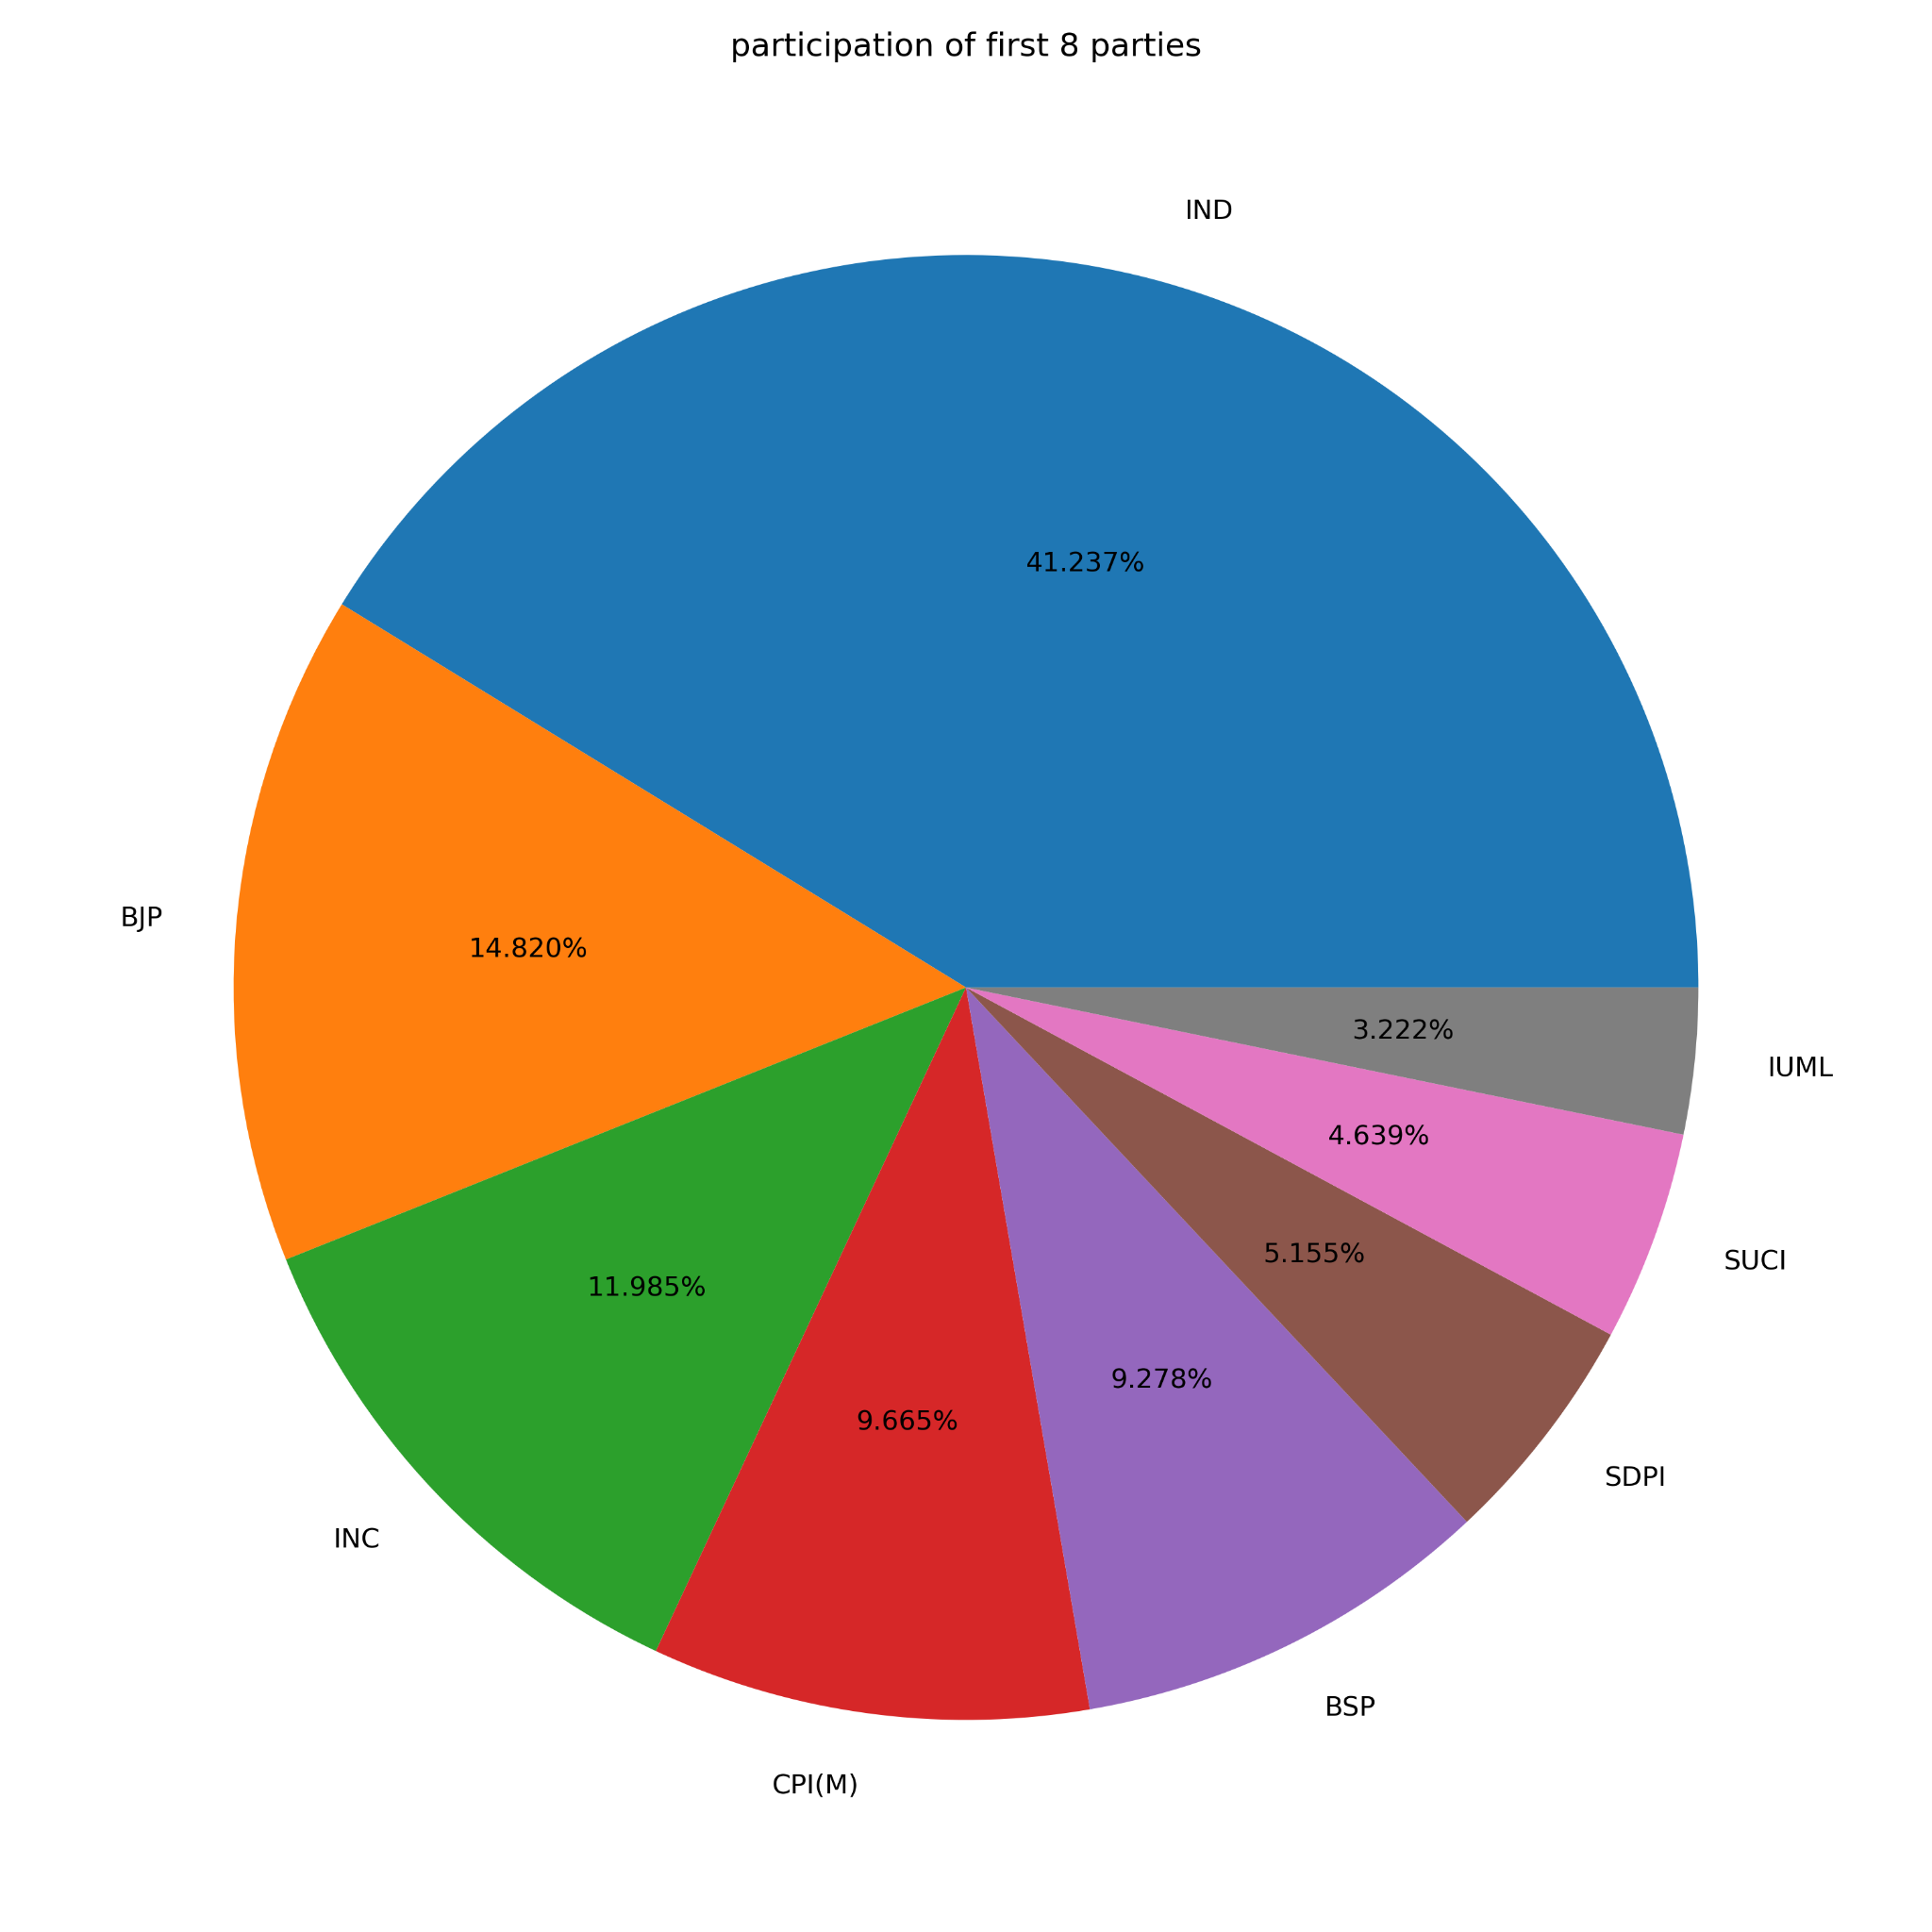 participation of first 8 parties
IND
41.237%
BJP
14.820%
INC
11.985%
CPI(M)
9.665%
BSP
9.278%
SDPI
5.155%
SUCI
4.639%
IUML
3.222%